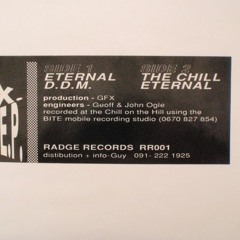 SIDE 1
ETERNAL
D.D.M.
SIDE 2
THE CHILL
ETERNAL
production - GFX
engineers - Guoff & John Ogle
recorded at the Chill on the Hill using the
BITE mobile recording studio (0670 827 854)
RADGE RECORDS RR001
distibution + info-Guy 091- 222 1925
X
E.P.